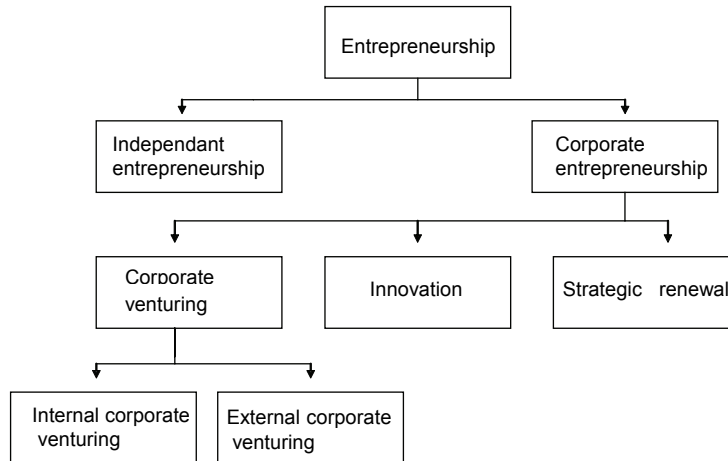 Entrepreneurship
Independant
entrepreneurship
Corporate
entrepreneurship
Corporate
venturing
Innovation
Strategic renewal
Internal corporate
venturing
External corporate
venturing